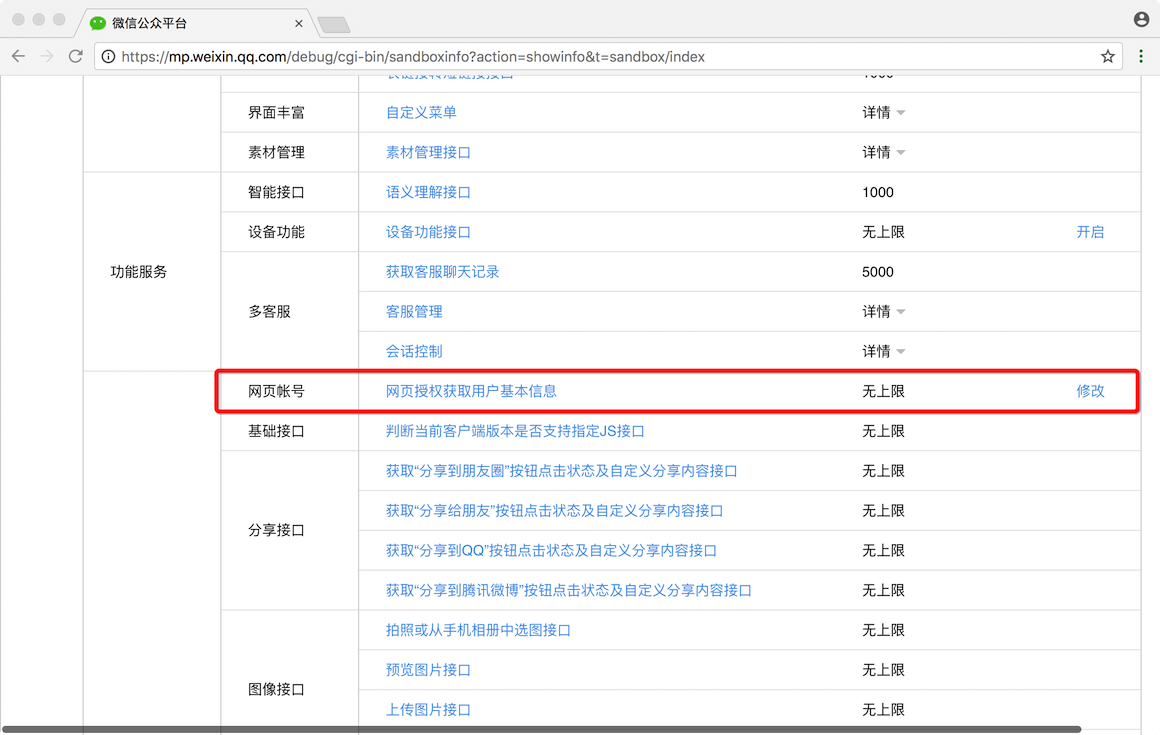 微信公众平台
https://mp.weixin.qq.com/debug/cgi-bin/sandboxinfo?action=showinfo&t=sandbox/index
界面丰富 自定义菜单 详情
素材管理 素材管理接口 详情
功能服务
智能接口 语义理解接口 1000
设备功能 设备功能接口 无上限 开启
多客服
获取客服聊天记录 5000
客服管理 详情
会话控制 详情
网页帐号 网页授权获取用户基本信息 无上限 修改
基础接口 判断当前客户端版本是否支持指定JS接口 无上限
分享接口
获取“分享到朋友圈”按钮点击状态及自定义分享内容接口 无上限
获取“分享给朋友”按钮点击状态及自定义分享内容接口 无上限
获取“分享到QQ”按钮点击状态及自定义分享内容接口 无上限
获取“分享到腾讯微博”按钮点击状态及自定义分享内容接口 无上限
图像接口
拍照或从手机相册中选图接口 无上限
预览图片接口 无上限
上传图片接口 无上限